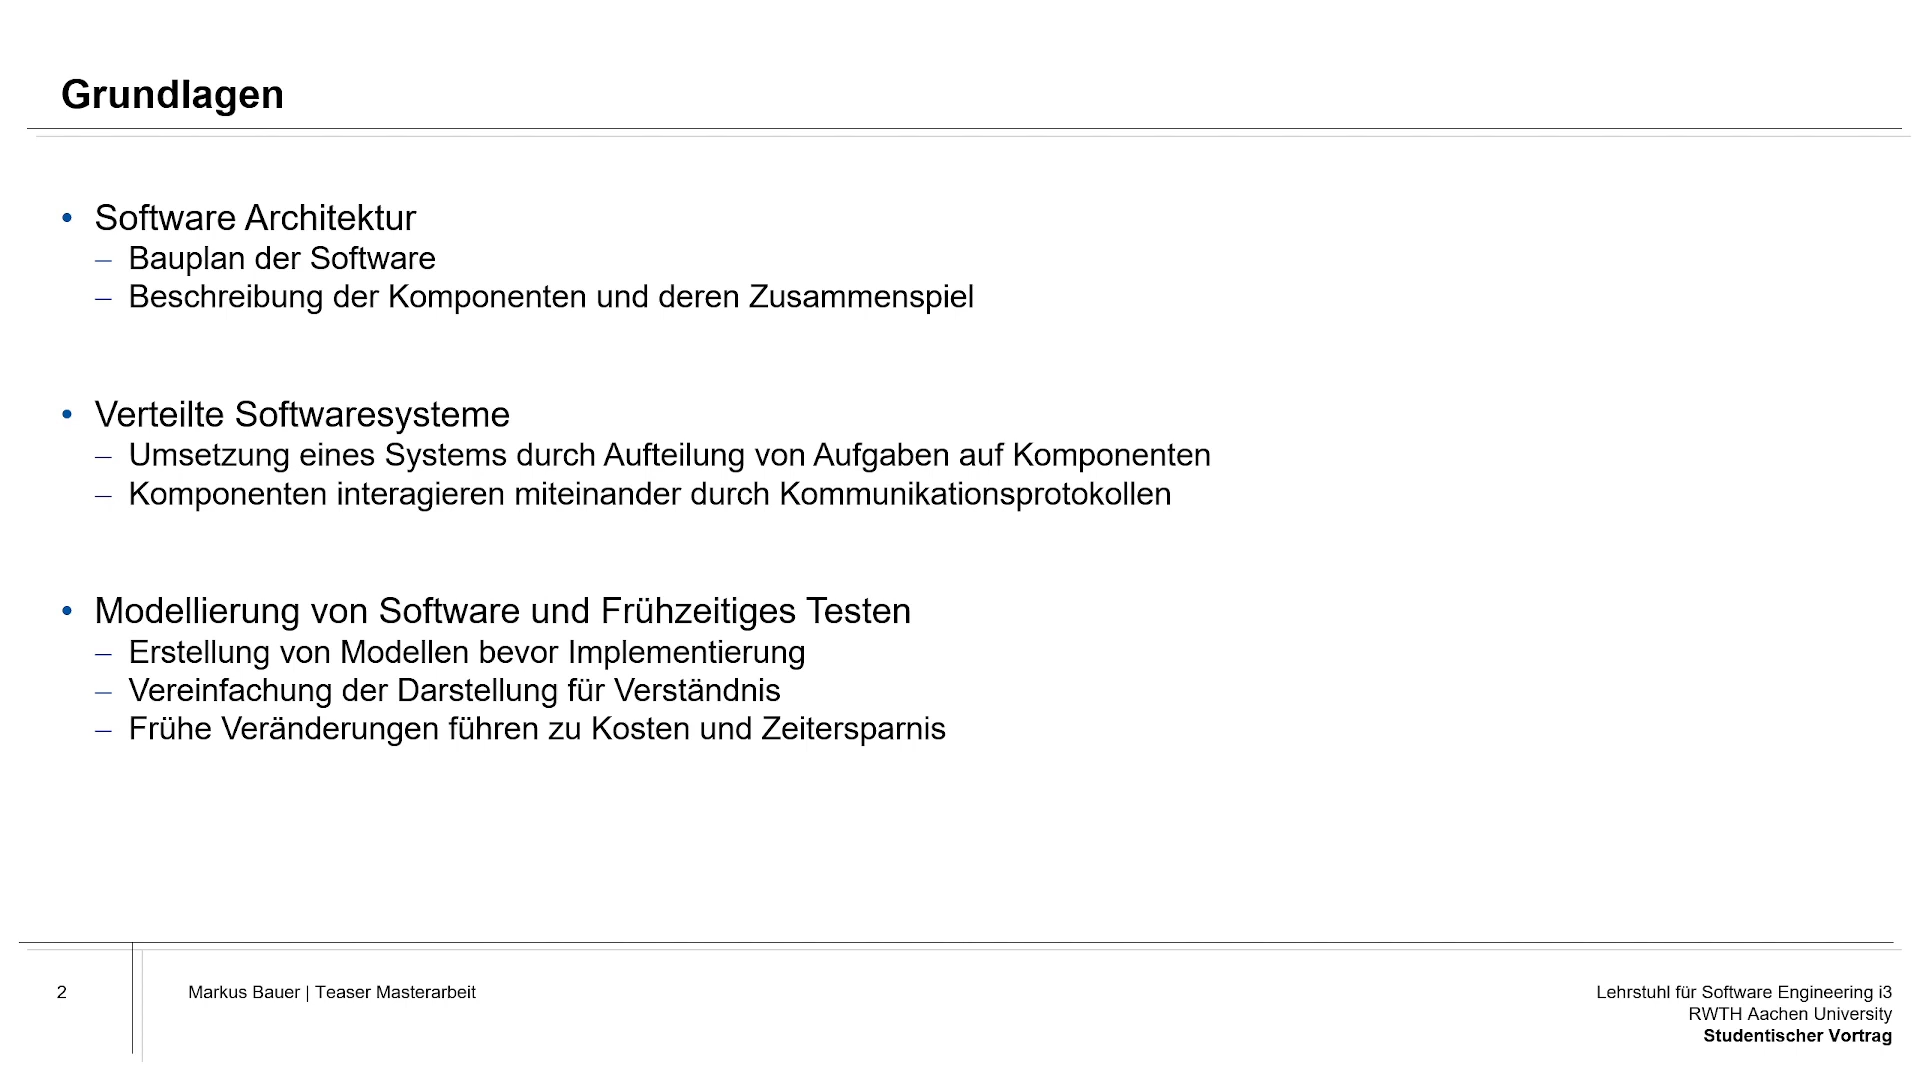 Grundlagen
• Software Architektur
– Bauplan der Software
– Beschreibung der Komponenten und deren Zusammenspiel
• Verteilte Softwaresysteme
– Umsetzung eines Systems durch Aufteilung von Aufgaben auf Komponenten
– Komponenten interagieren miteinander durch Kommunikationsprotokollen
• Modellierung von Software und Frühzeitiges Testen
– Erstellung von Modellen bevor Implementierung
– Vereinfachung der Darstellung für Verständnis
– Frühe Veränderungen führen zu Kosten und Zeitersparnis
2
Markus Bauer | Teaser Masterarbeit
Lehrstuhl für Software Engineering i3
RWTH Aachen University
Studentischer Vortrag